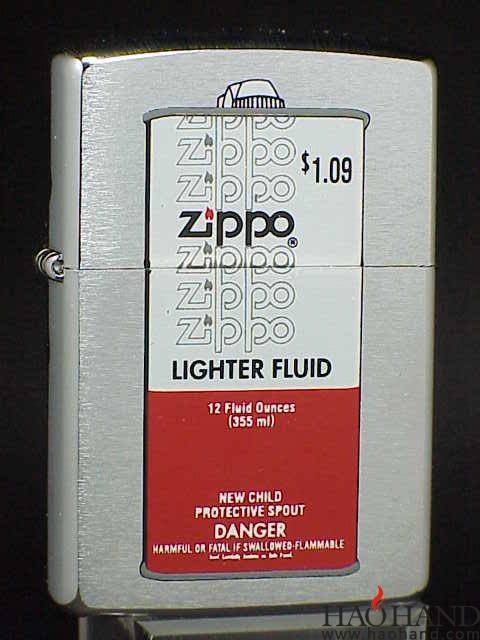 Zippo
Zippo
$1.09
Zippo
Zippo®
Zippo
Zippo
Zippo
LIGHTER FLUID
12 Fluid Ounces
(355 ml)
NEW CHILD
PROTECTIVE SPOUT
DANGER
HARMFUL OR FATAL IF SWALLOWED-FLAMMABLE
HAOHAND
www.haohand.com